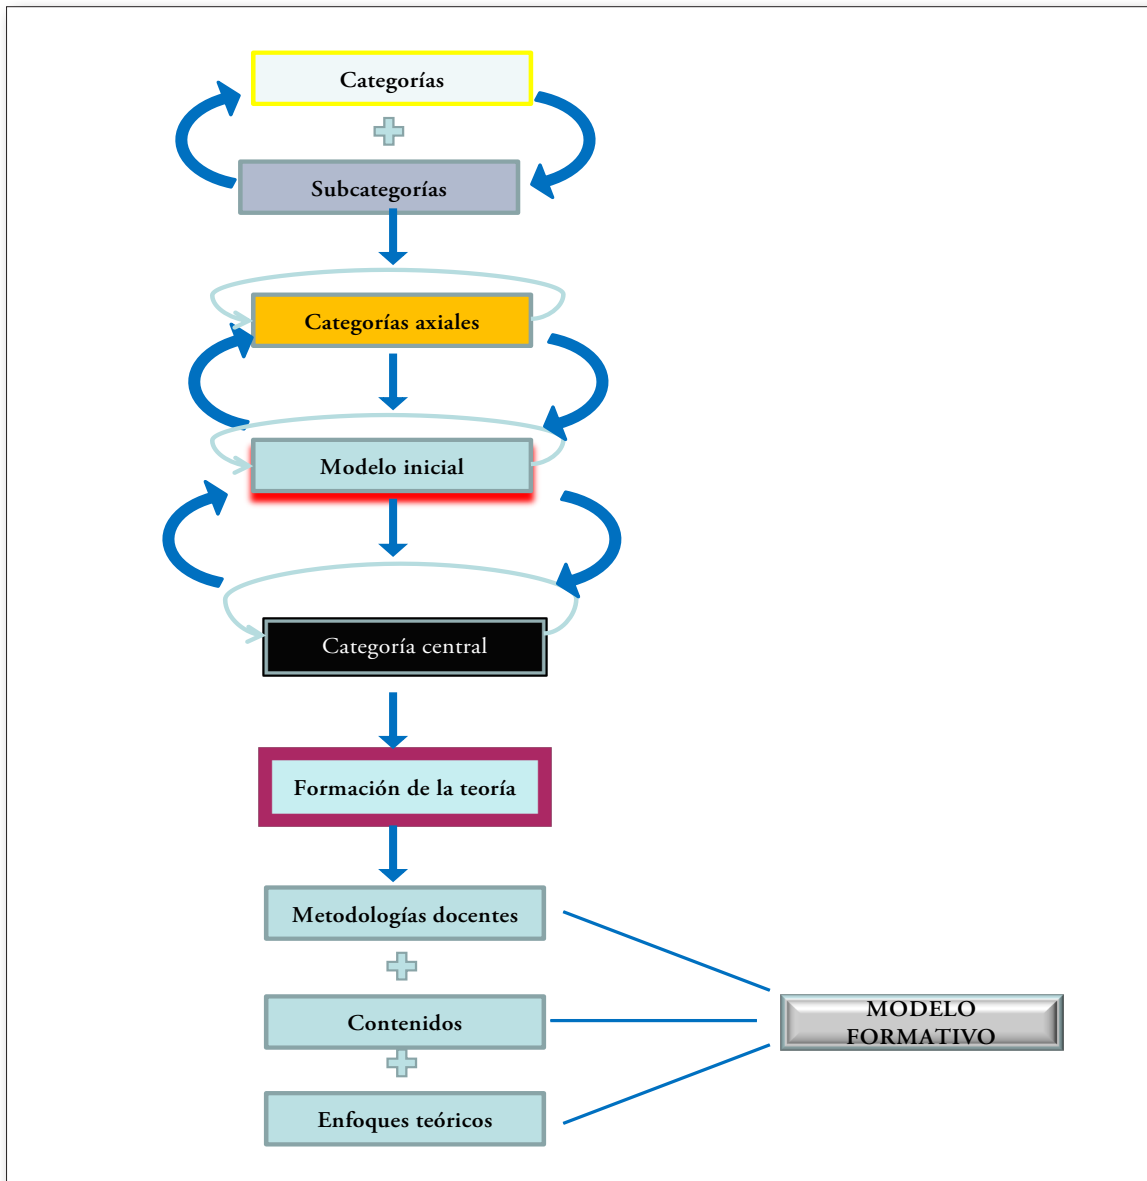 Categorías
Subcategorías
Categorías axiales
Modelo inicial
Categoría central
Formación de la teoría
Metodologías docentes
Contenidos
MODELO
FORMATIVO
Enfoques teóricos